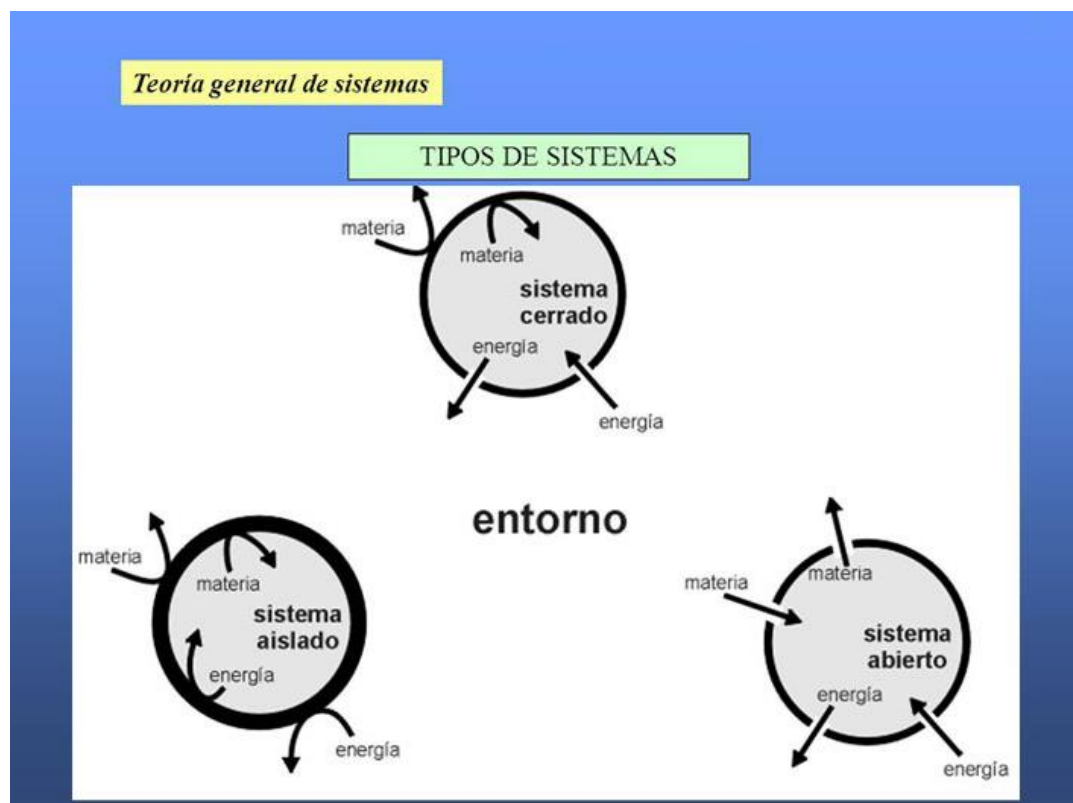 Teoría general de sistemas
TIPOS DE SISTEMAS
materia
materia
sistema
cerrado
energía
energía
entorno
materia
materia
sistema
aislado
energía
energía
materia
materia
sistema
abierto
energía
energía